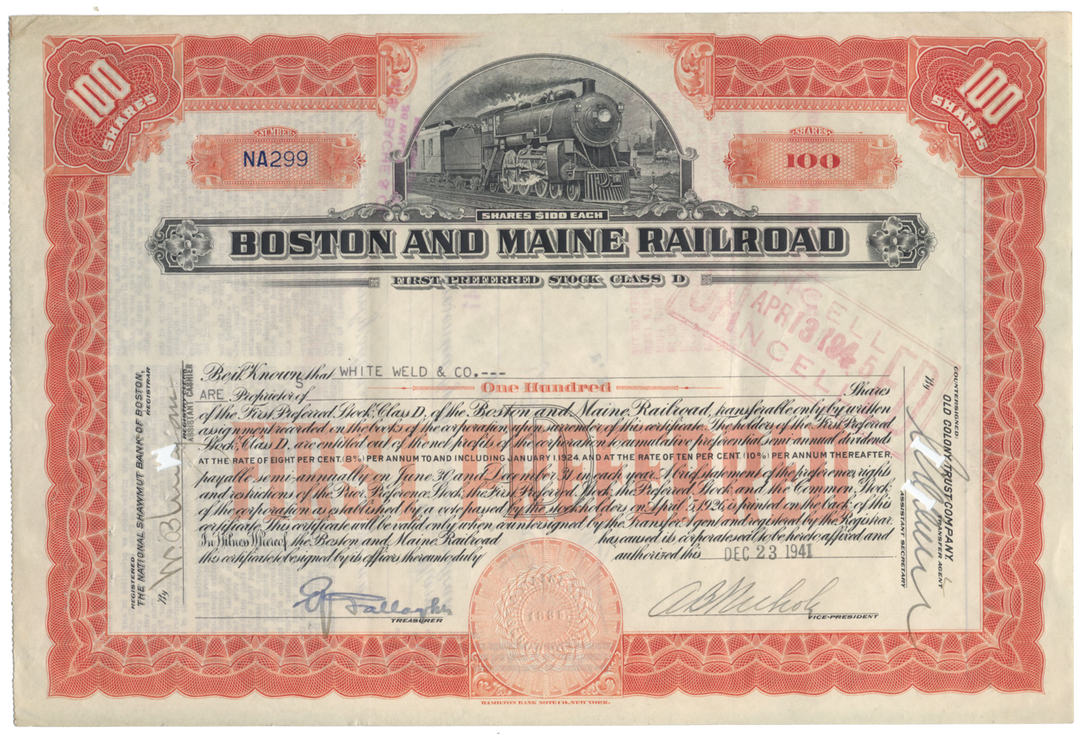 100 SHARES
100 SHARES
NUMBER
NA299
SHARES
100
SHARES $100 EACH
BOSTON AND MAINE RAILROAD
FIRST PREFERRED STOCK CLASS D
APR 13 1945
Be it Known, that WHITE WELD & CO.---
ARE Proprietors of One Hundred Shares
of the First Preferred Stock, Class D, of the Boston and Maine Railroad, transferable only by written
assignment recorded on the books of the corporation upon surrender of this certificate. The holders of the First Preferred
Stock, Class D, are entitled out of the net profits of the corporation to cumulative preferential semi-annual dividends
AT THE RATE OF EIGHT PER CENT. (8%) PER ANNUM TO AND INCLUDING JANUARY 1, 1924, AND AT THE RATE OF TEN PER CENT. (10%) PER ANNUM THEREAFTER,
payable semi-annually on June 30 and December 31 in each year. A brief statement of the preferences, rights
and restrictions of the Prior Preference Stock, the First Preferred Stock, the Preferred Stock and the Common Stock
of the corporation as established by a vote passed by the stockholders on April 5, 1926, is printed on the back of this
certificate. This certificate will be valid only when countersigned by the Transfer Agent and registered by the Registrar.
In Witness Whereof the Boston and Maine Railroad has caused its corporate seal to be hereto affixed and
this certificate to be signed by its officers thereunto duly authorized this DEC 23 1941
TREASURER
VICE-PRESIDENT
REGISTERED
THE NATIONAL SHAWMUT BANK OF BOSTON,
REGISTRAR
By
ASSISTANT CASHIER
COUNTERSIGNED:
OLD COLONY TRUST COMPANY
TRANSFER AGENT
By
ASSISTANT SECRETARY
HAMILTON BANK NOTE CO. NEW YORK.